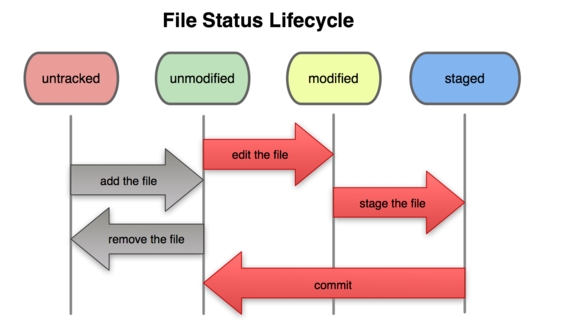 File Status Lifecycle
untracked
unmodified
modified
staged
edit the file
add the file
stage the file
remove the file
commit